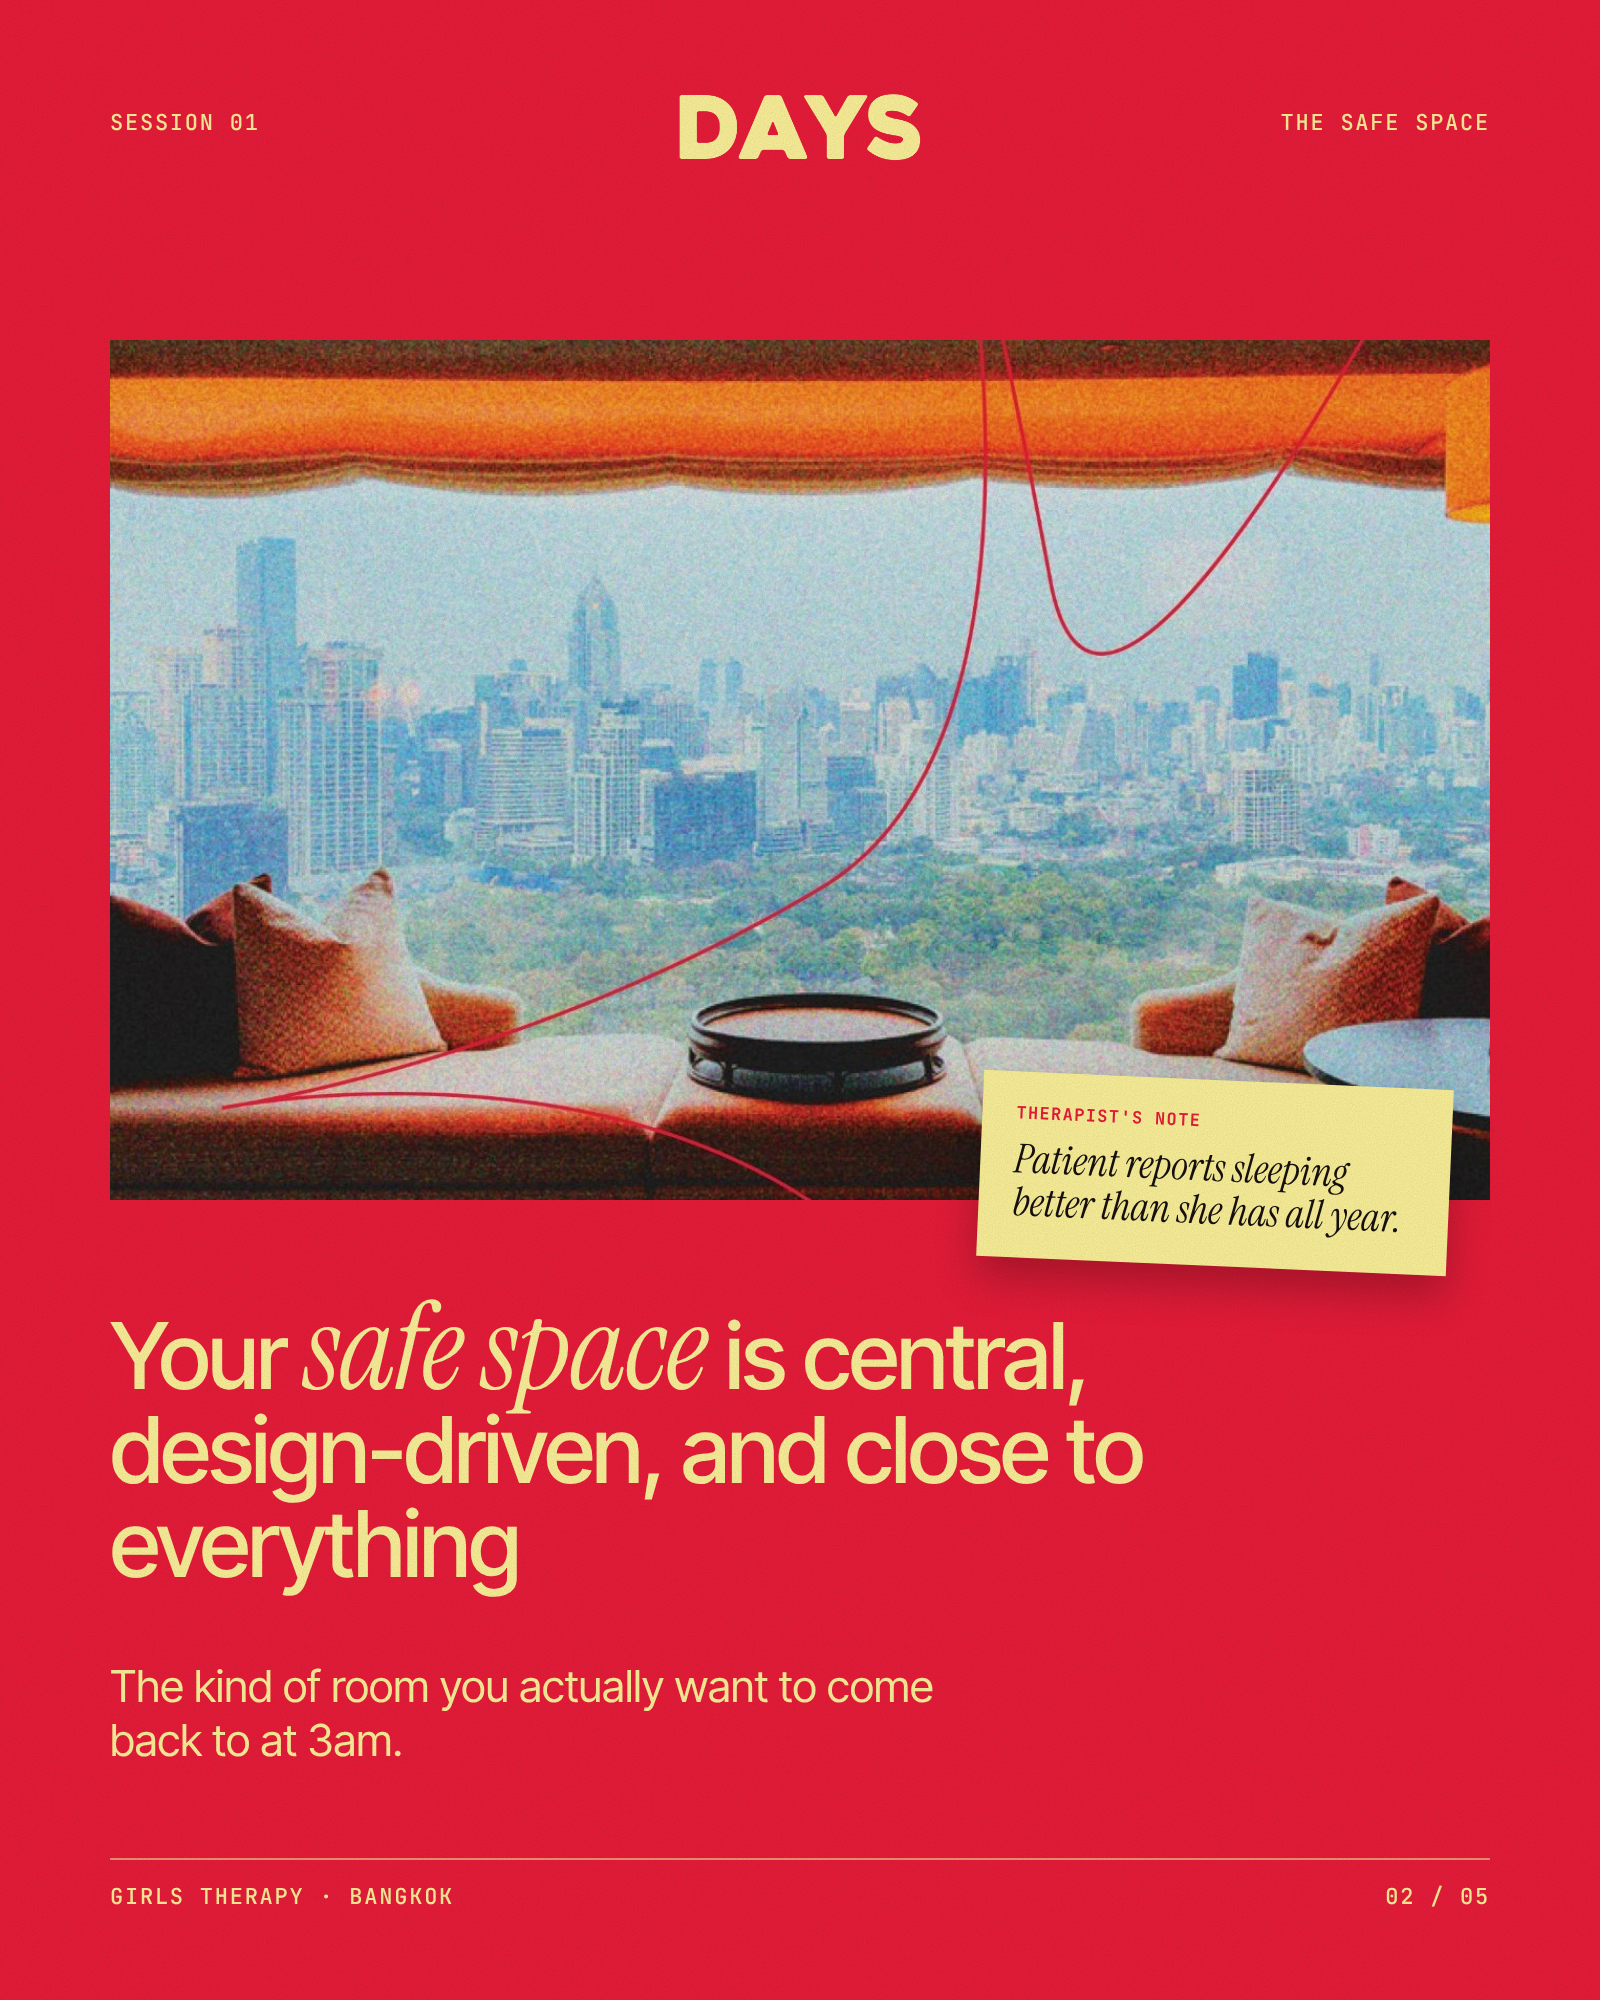 SESSION 01
DAYS
THE SAFE SPACE
THERAPIST'S NOTE
Patient reports sleeping
better than she has all year.
Your safe space is central,
design-driven, and close to
everything
The kind of room you actually want to come
back to at 3am.
GIRLS THERAPY · BANGKOK
02 / 05